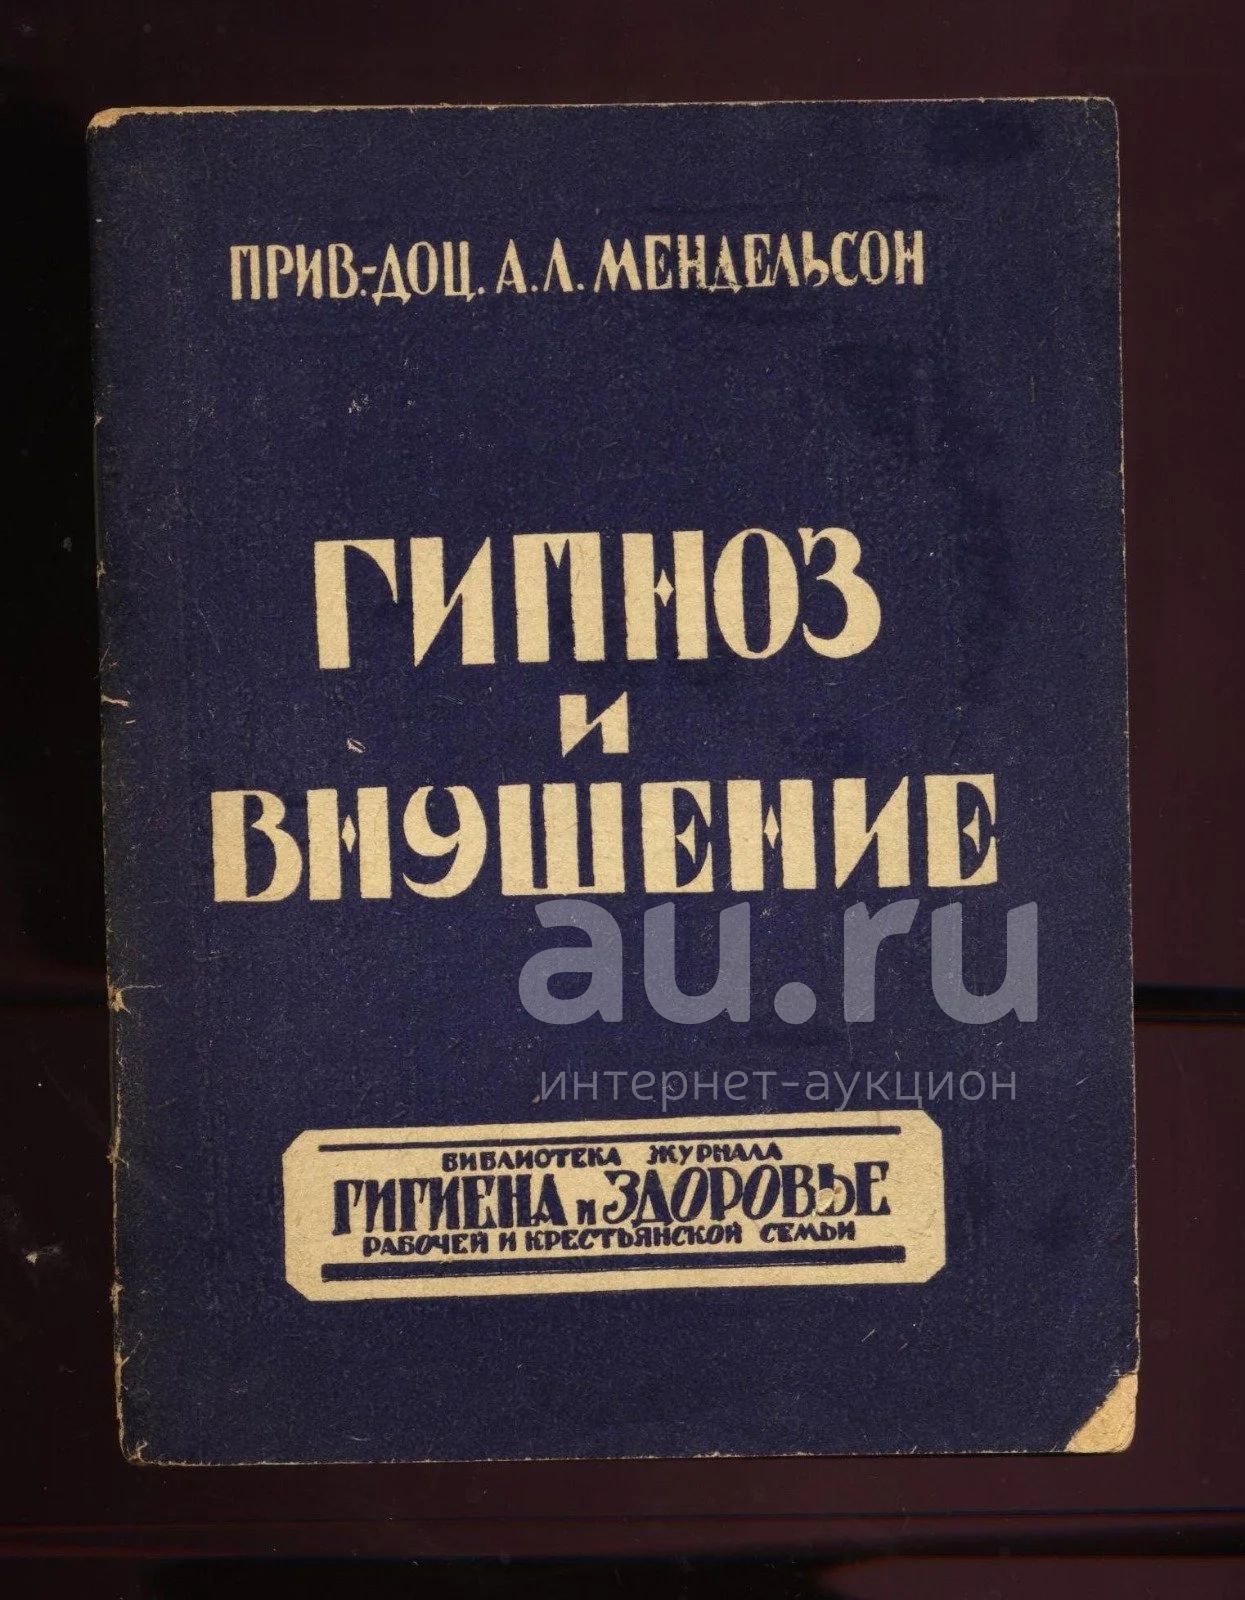 ПРИВ.-ДОЦ. А.Л. МЕНДЕЛЬСОН
ГИПНОЗ
И
ВНУШЕНИЕ
au.ru
интернет-аукцион
БИБЛИОТЕКА ЖУРНАЛА
ГИГИЕНА и ЗДОРОВЬЕ
РАБОЧЕЙ И КРЕСТЬЯНСКОЙ СЕМЬИ